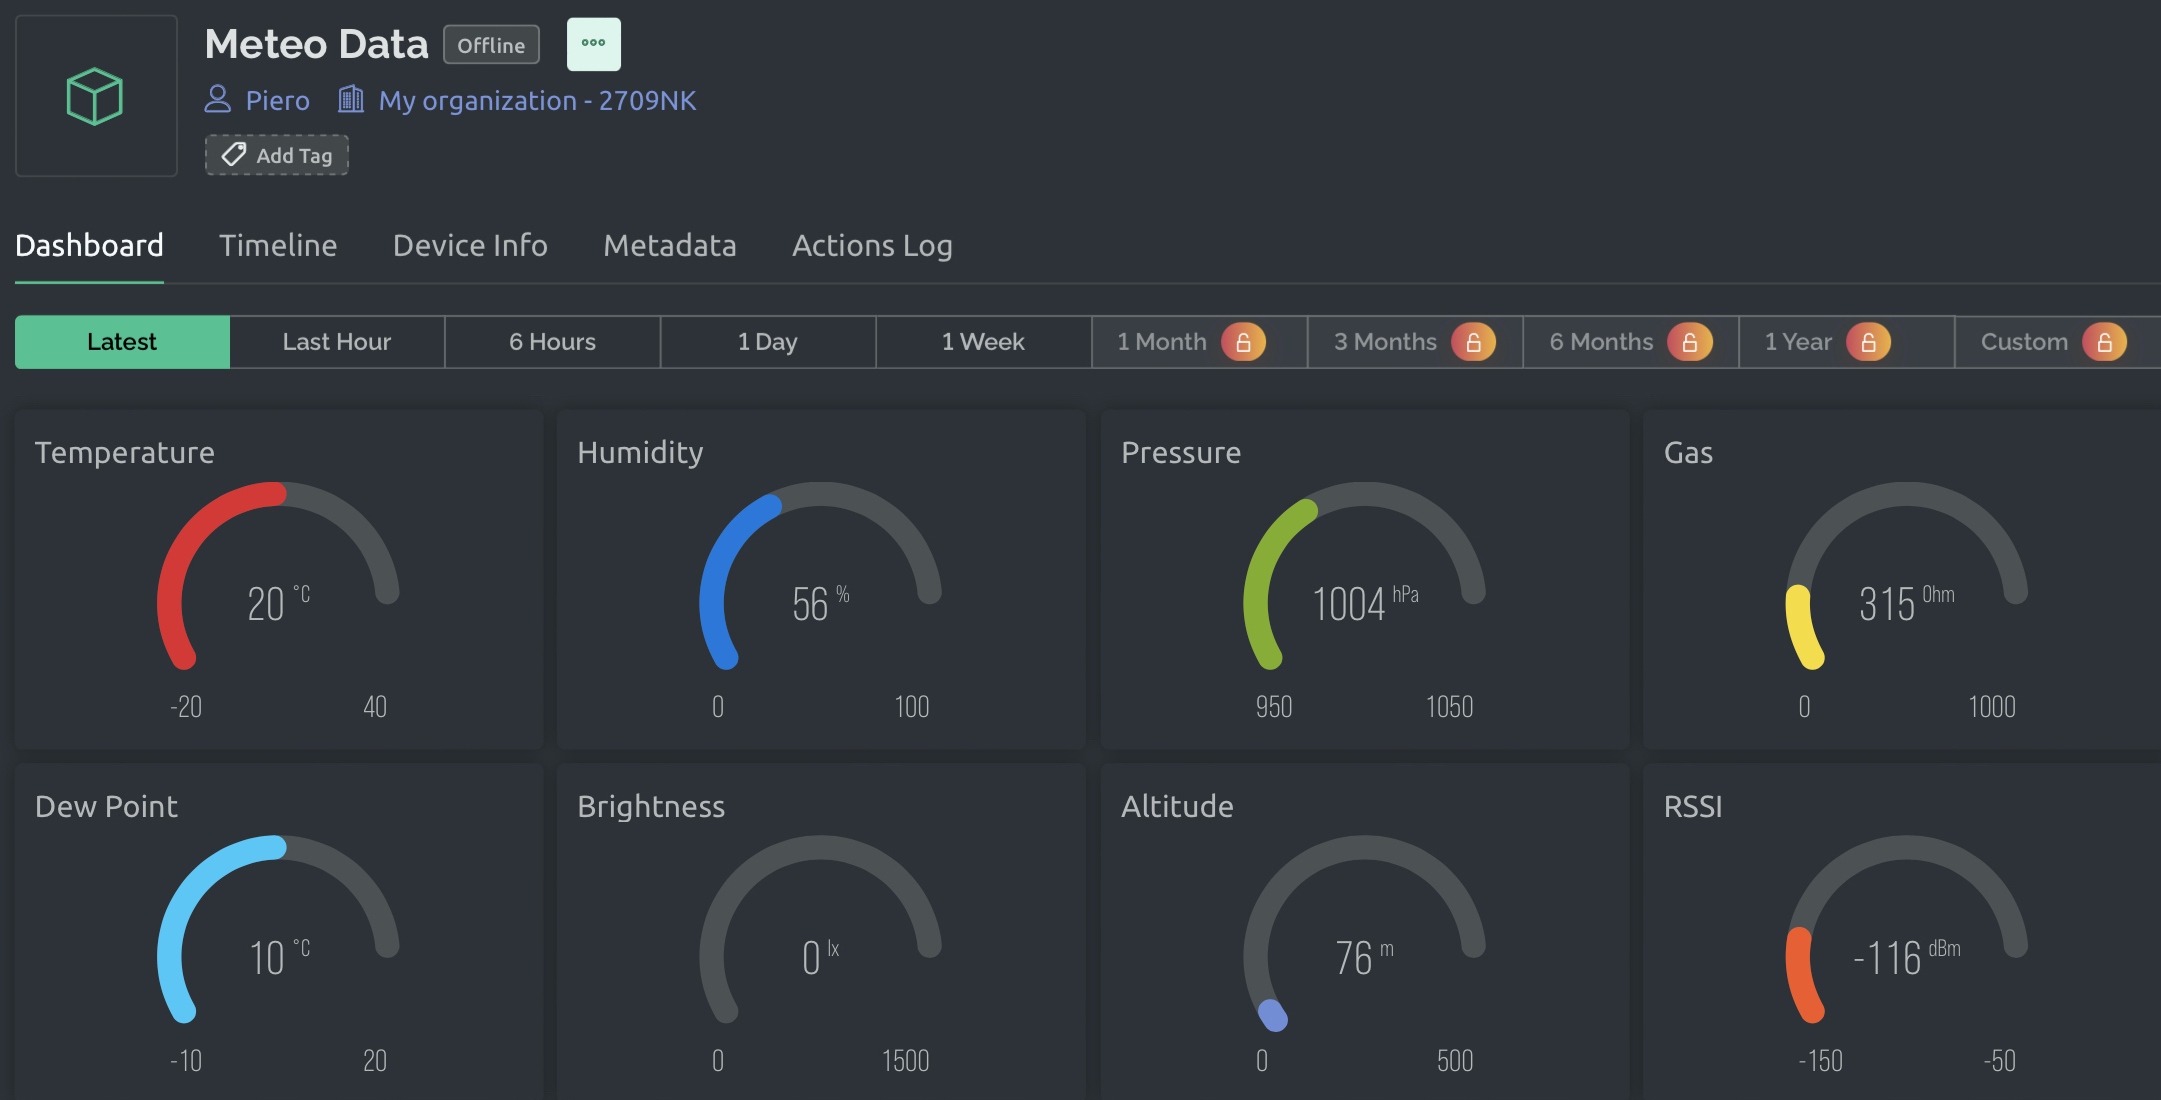 Meteo Data Offline
Piero My organization - 2709NK
Add Tag
Dashboard Timeline Device Info Metadata Actions Log
Latest Last Hour 6 Hours 1 Day 1 Week 1 Month 3 Months 6 Months 1 Year Custom
Temperature Humidity Pressure Gas
20 °C 56 % 1004 hPa 315 Ohm
-20 40 0 100 950 1050 0 1000
Dew Point Brightness Altitude RSSI
10 °C 0 lx 76 m -116 dBm
-10 20 0 1500 0 500 -150 -50